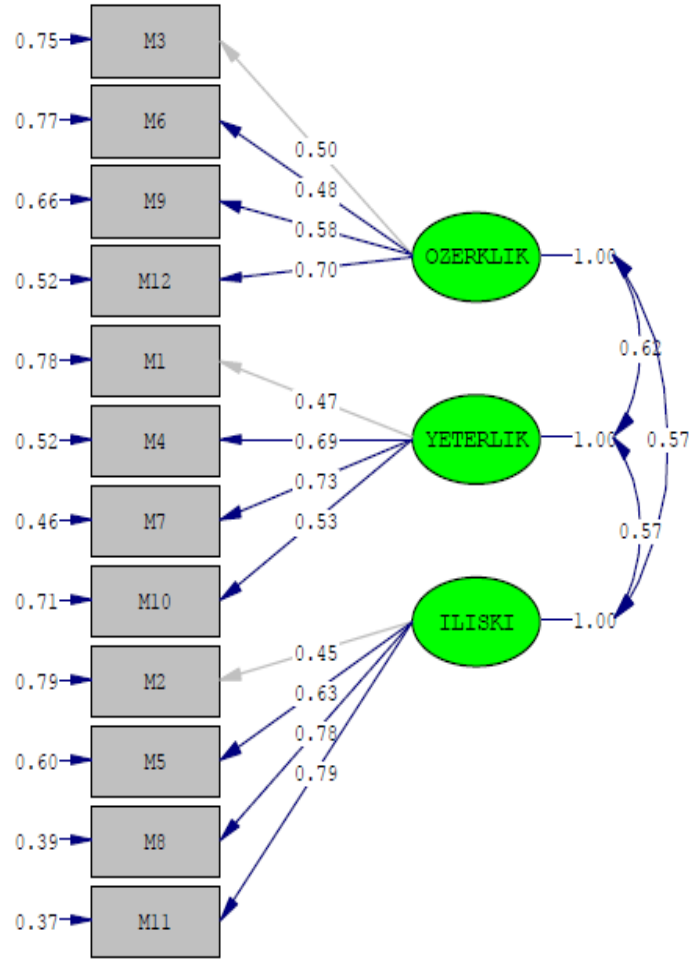 0.75 M3
0.50
0.77 M6
0.48
0.66 M9
0.58
0.52 M12
0.70
OZERKLIK 1.00
0.62
0.78 M1
0.47
0.52 M4
0.69
YETERLIK 1.00
0.57
0.46 M7
0.73
0.57
0.71 M10
0.53
ILISKI 1.00
0.79 M2
0.45
0.60 M5
0.63
0.39 M8
0.78
0.37 M11
0.79